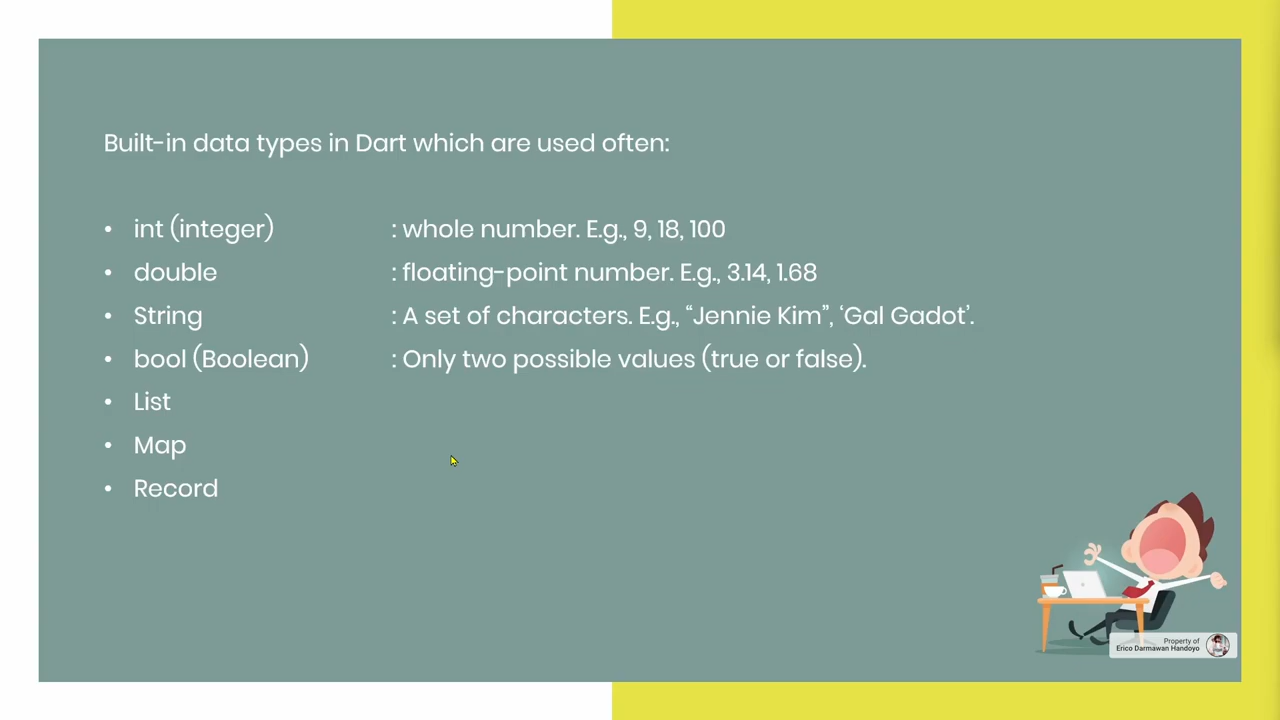 Built-in data types in Dart which are used often:
• int (integer) : whole number. E.g., 9, 18, 100
• double : floating-point number. E.g., 3.14, 1.68
• String : A set of characters. E.g., “Jennie Kim”, ‘Gal Gadot’.
• bool (Boolean) : Only two possible values (true or false).
• List
• Map
• Record
Property of
Erico Darmawan Handoyo